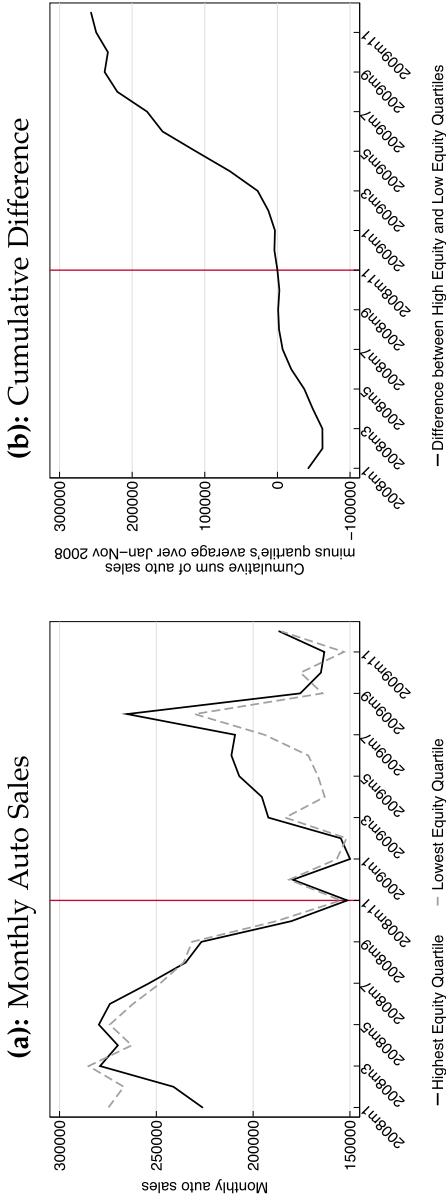 (a): Monthly Auto Sales
Monthly auto sales
300000
250000
200000
150000
2008m1
2008m3
2008m5
2008m7
2008m9
2008m11
2009m1
2009m3
2009m5
2009m7
2009m9
2009m11
Highest Equity Quartile
Lowest Equity Quartile
(b): Cumulative Difference
Cumulative sum of auto sales
minus quartile's average over Jan–Nov 2008
300000
200000
100000
0
−100000
2008m1
2008m3
2008m5
2008m7
2008m9
2008m11
2009m1
2009m3
2009m5
2009m7
2009m9
2009m11
Difference between High Equity and Low Equity Quartiles